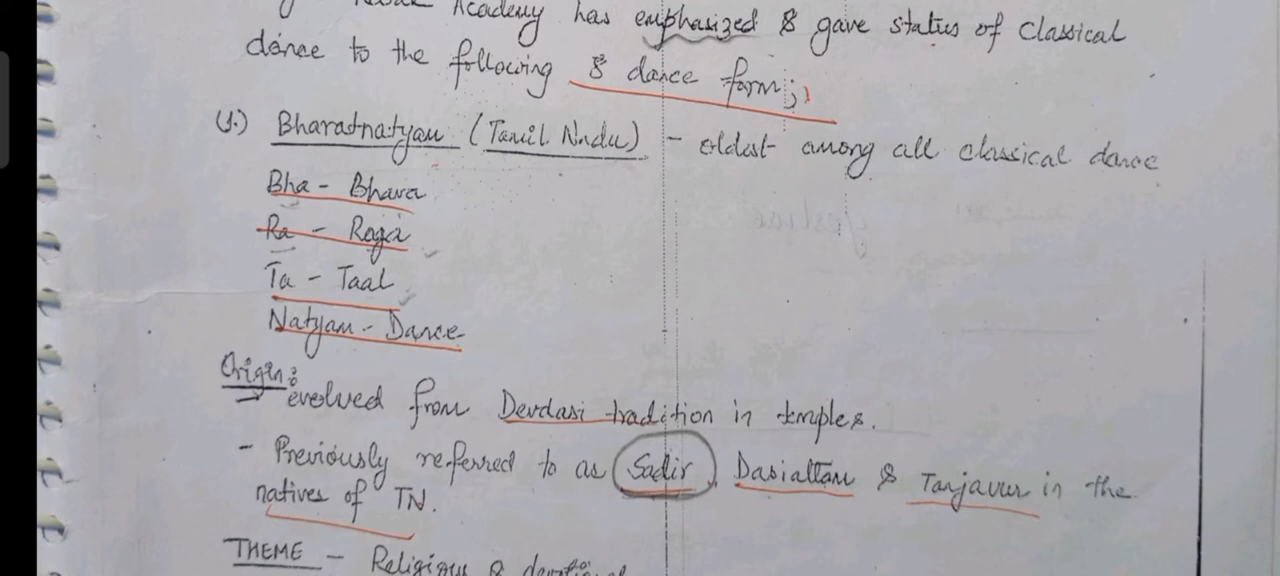 Academy has emphasized & gave status of Classical
dance to the following 8 dance form;
(1.) Bharatnatyam (Tamil Nadu) - oldest among all classical dance
Bha - Bhava
Ra - Raga
Ta - Taal
Natyam - Dance
Origin:
→ evolved from Devdasi tradition in temples.
- Previously referred to as Sadir, Dasiattam & Tanjavur in the
natives of TN.
THEME - Religious & devotional